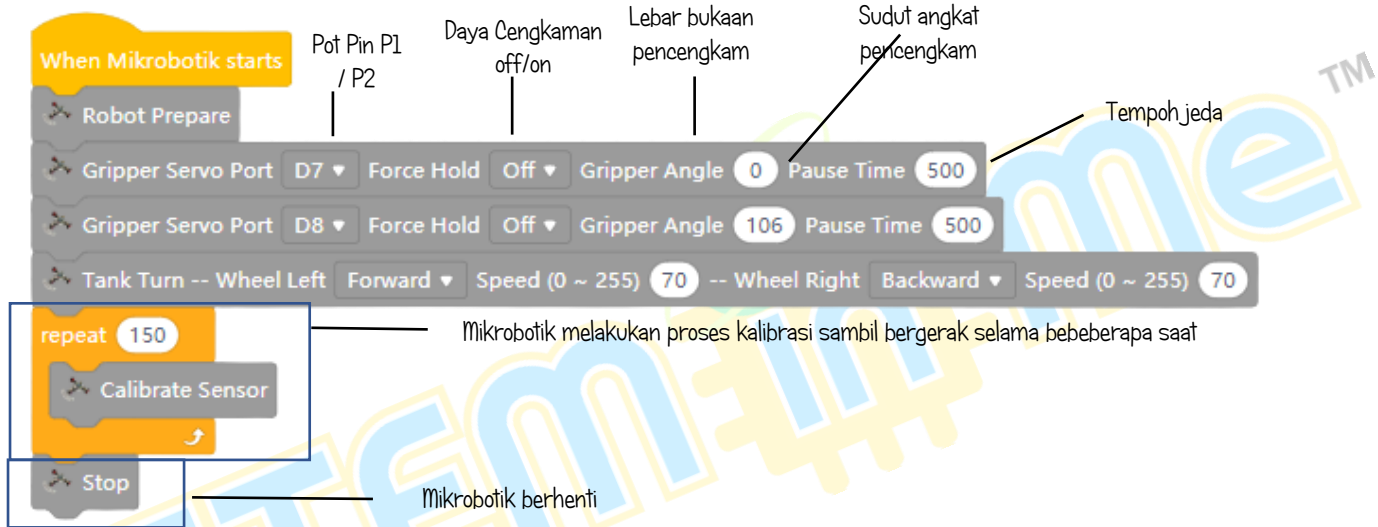 Pot Pin P1
/ P2
Daya Cengkaman
off/on
Lebar bukaan
pencengkam
Sudut angkat
pencengkam
Tempoh jeda
TM
When Mikrobotik starts
Robot Prepare
Gripper Servo Port D7 Force Hold Off Gripper Angle 0 Pause Time 500
Gripper Servo Port D8 Force Hold Off Gripper Angle 106 Pause Time 500
Tank Turn -- Wheel Left Forward Speed (0 ~ 255) 70 -- Wheel Right Backward Speed (0 ~ 255) 70
repeat 150
Mikrobotik melakukan proses kalibrasi sambil bergerak selama bebeberapa saat
Calibrate Sensor
Stop
Mikrobotik berhenti
STEM-in-me